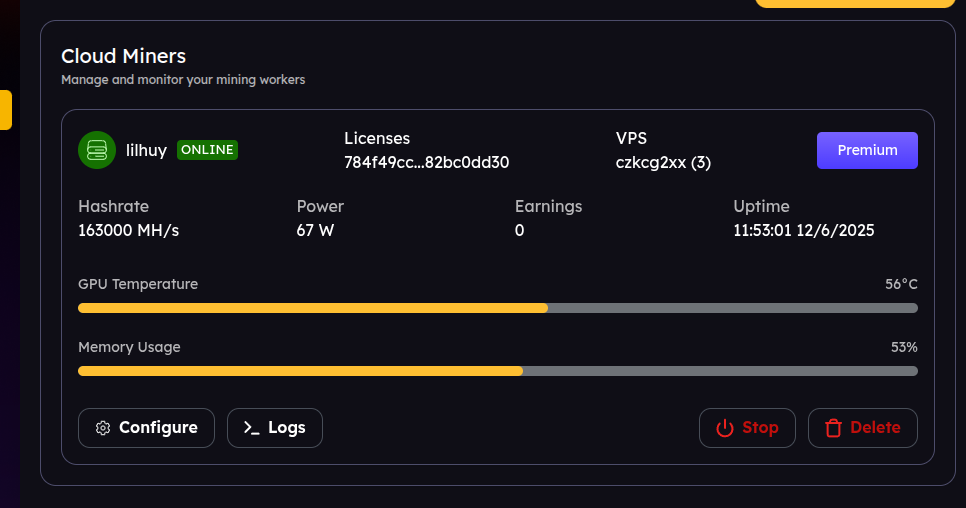 Cloud Miners
Manage and monitor your mining workers
lilhuy ONLINE
Licenses
784f49cc...82bc0dd30
VPS
czkcg2xx (3)
Premium
Hashrate
163000 MH/s
Power
67 W
Earnings
0
Uptime
11:53:01 12/6/2025
GPU Temperature 56°C
Memory Usage 53%
Configure
Logs
Stop
Delete